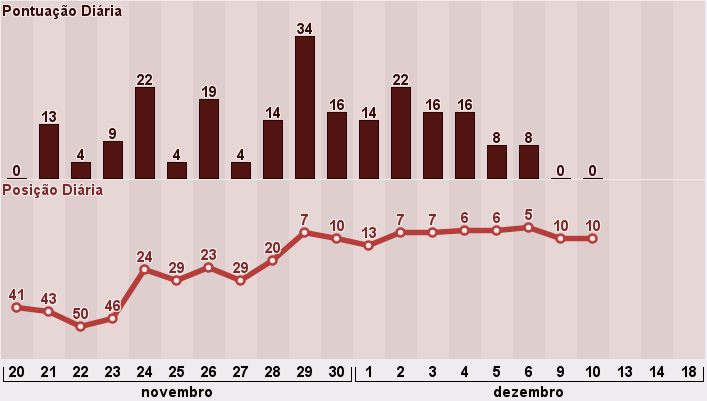 Pontuação Diária
0 13 4 9 22 4 19 4 14 34 16 14 22 16 16 8 8 0 0
Posição Diária
41 43 50 46 24 29 23 29 20 7 10 13 7 7 6 6 5 10 10
20 21 22 23 24 25 26 27 28 29 30 1 2 3 4 5 6 9 10 13 14 18
novembro dezembro